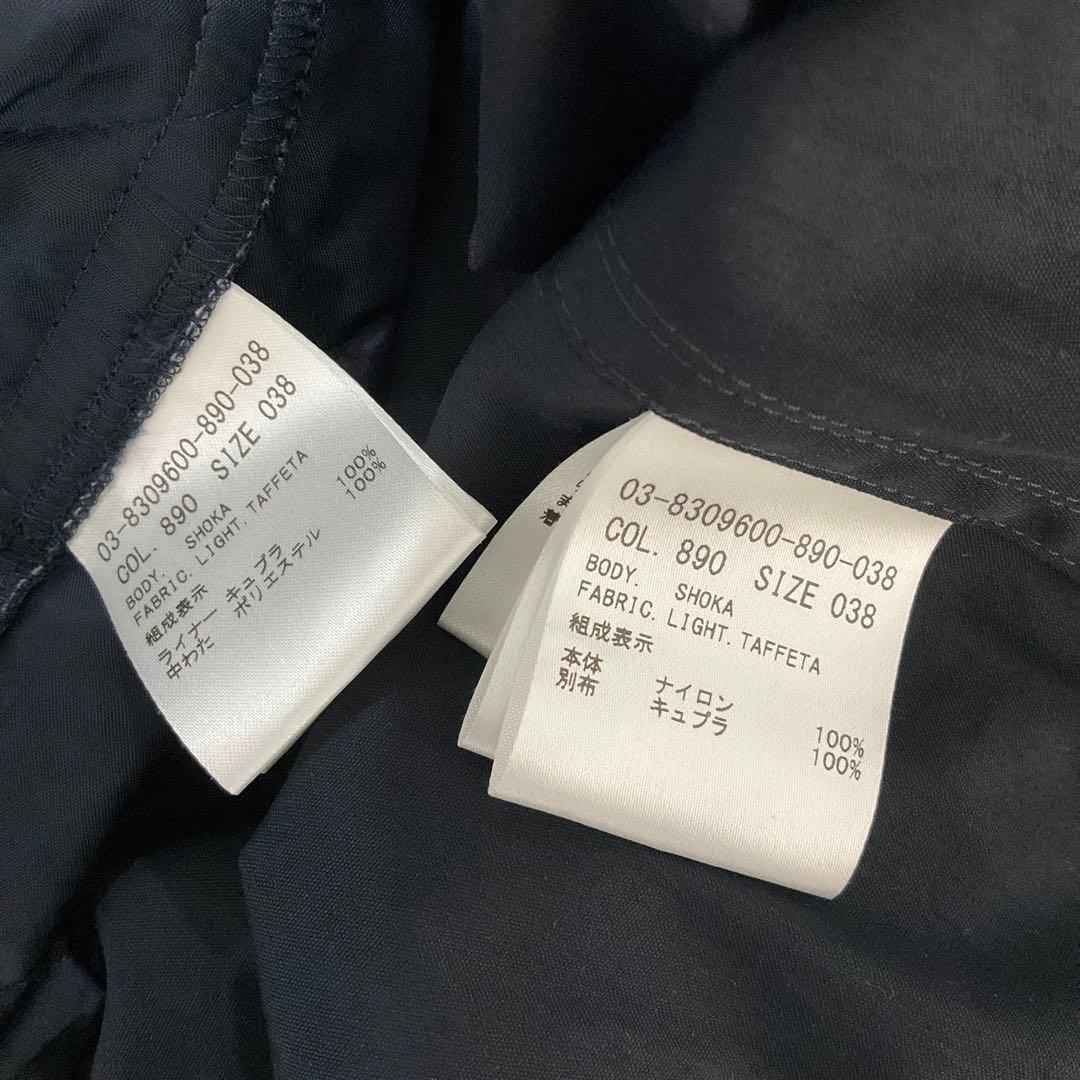 03-8309600-890-038
COL. 890 SIZE 038
BODY. SHOKA
FABRIC. LIGHT. TAFFETA
組成表示
ライナー キュプラ 100%
中わた ポリエステル 100%
03-8309600-890-038
COL. 890 SIZE 038
BODY. SHOKA
FABRIC. LIGHT. TAFFETA
組成表示
本体 ナイロン 100%
別布 キュプラ 100%